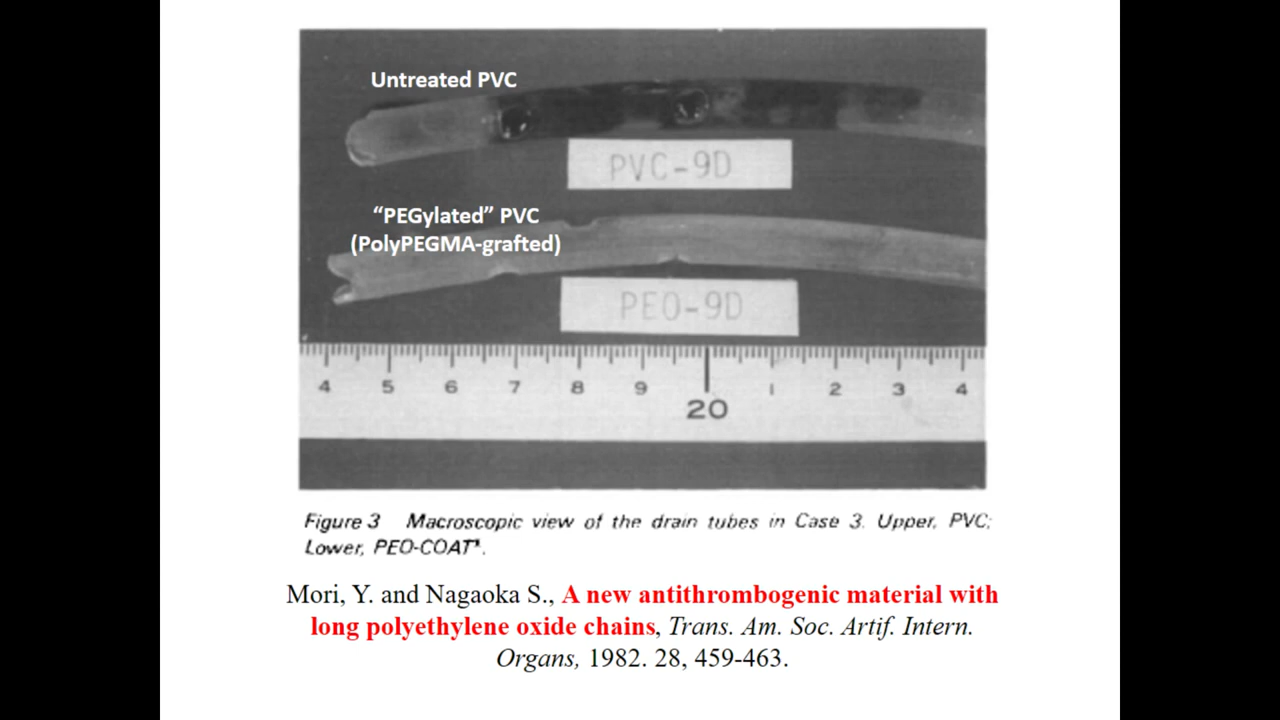 Untreated PVC
PVC-9D
“PEGylated” PVC
(PolyPEGMA-grafted)
PEO-9D
4 5 6 7 8 9 20 1 2 3 4
Figure 3 Macroscopic view of the drain tubes in Case 3. Upper, PVC;
Lower, PEO-COAT*.
Mori, Y. and Nagaoka S., A new antithrombogenic material with
long polyethylene oxide chains, Trans. Am. Soc. Artif. Intern.
Organs, 1982. 28, 459-463.